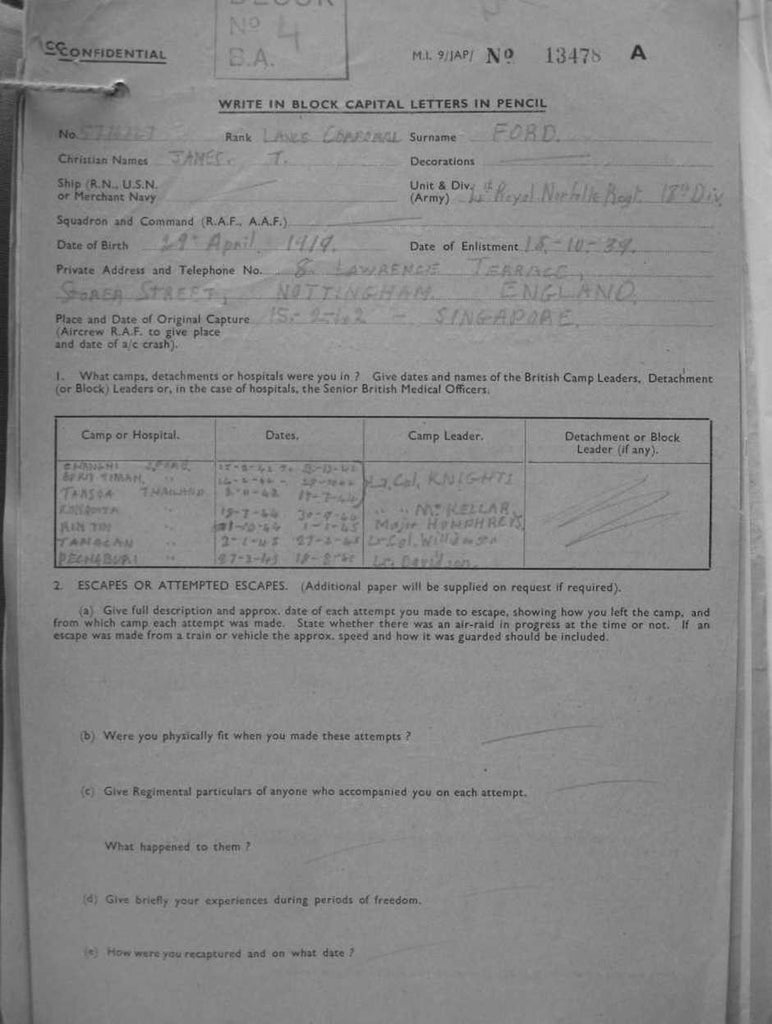 BLOCK
No 4
B.A.
CONFIDENTIAL
M.I. 9/JAP/ No 13478 A
WRITE IN BLOCK CAPITAL LETTERS IN PENCIL
No. Rank LANCE CORPORAL Surname FORD.
Christian Names JAMES. T. Decorations
Ship (R.N., U.S.N. or Merchant Navy
Unit & Div. (Army) 4th Royal Norfolk Regt. 18th Div.
Squadron and Command (R.A.F., A.A.F.)
Date of Birth 29th April, 1919. Date of Enlistment 15-10-39.
Private Address and Telephone No. 8. LAWRENCE TERRACE,
STREET, NOTTINGHAM. ENGLAND.
Place and Date of Original Capture 15-2-42 - SINGAPORE.
(Aircrew R.A.F. to give place
and date of a/c crash).
1. What camps, detachments or hospitals were you in ? Give dates and names of the British Camp Leaders, Detachment
(or Block) Leaders or, in the case of hospitals, the Senior British Medical Officers.
Camp or Hospital. Dates. Camp Leader. Detachment or Block
Leader (if any).
Lt. Col. KNIGHTS
TARSOA THAILAND
" " McKELLAR.
Major HUMPHREYS,
TAMACAN Lt Col. Williamson
PECHABURI Lt. Davidson
2. ESCAPES OR ATTEMPTED ESCAPES. (Additional paper will be supplied on request if required).
(a) Give full description and approx. date of each attempt you made to escape, showing how you left the camp, and
from which camp each attempt was made. State whether there was an air-raid in progress at the time or not. If an
escape was made from a train or vehicle the approx. speed and how it was guarded should be included.
(b) Were you physically fit when you made these attempts ?
(c) Give Regimental particulars of anyone who accompanied you on each attempt.
What happened to them ?
(d) Give briefly your experiences during periods of freedom.
(e) How were you recaptured and on what date ?